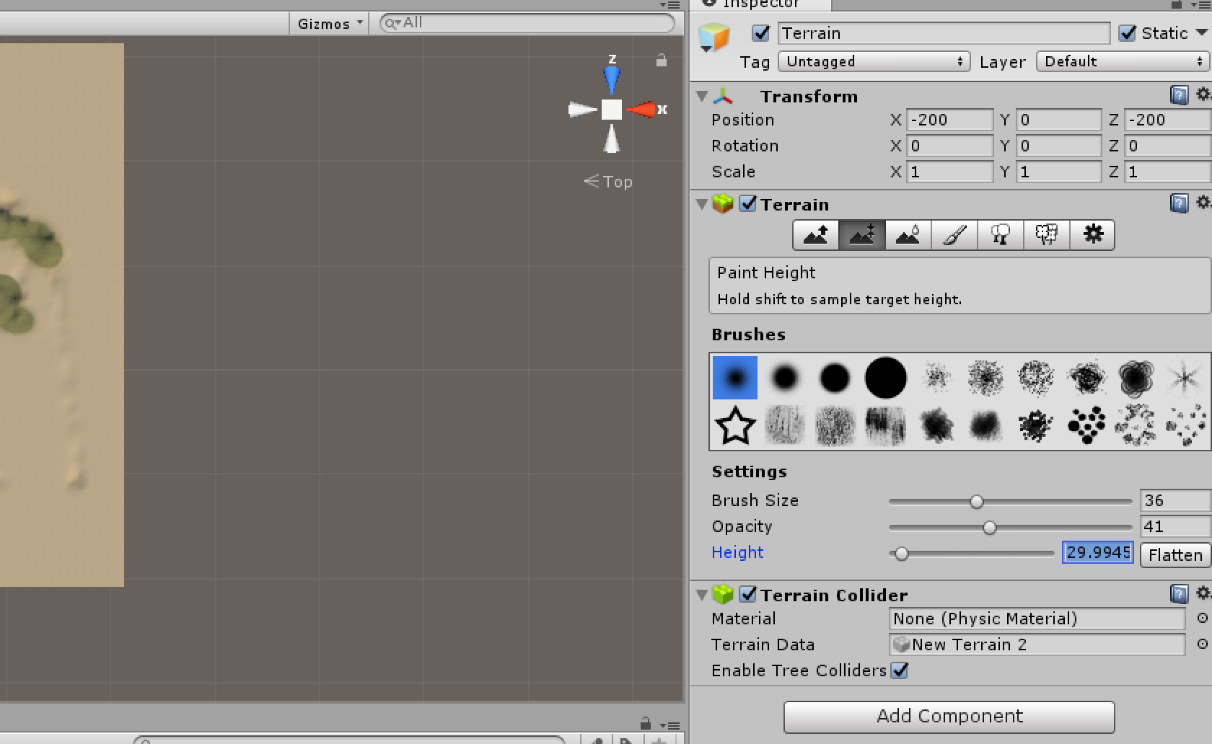 Inspector
Gizmos
All
Terrain
Static
Tag Untagged Layer Default
z
x
Top
Transform
Position X -200 Y 0 Z -200
Rotation X 0 Y 0 Z 0
Scale X 1 Y 1 Z 1
Terrain
Paint Height
Hold shift to sample target height.
Brushes
Settings
Brush Size 36
Opacity 41
Height 29.9945 Flatten
Terrain Collider
Material None (Physic Material)
Terrain Data New Terrain 2
Enable Tree Colliders
Add Component